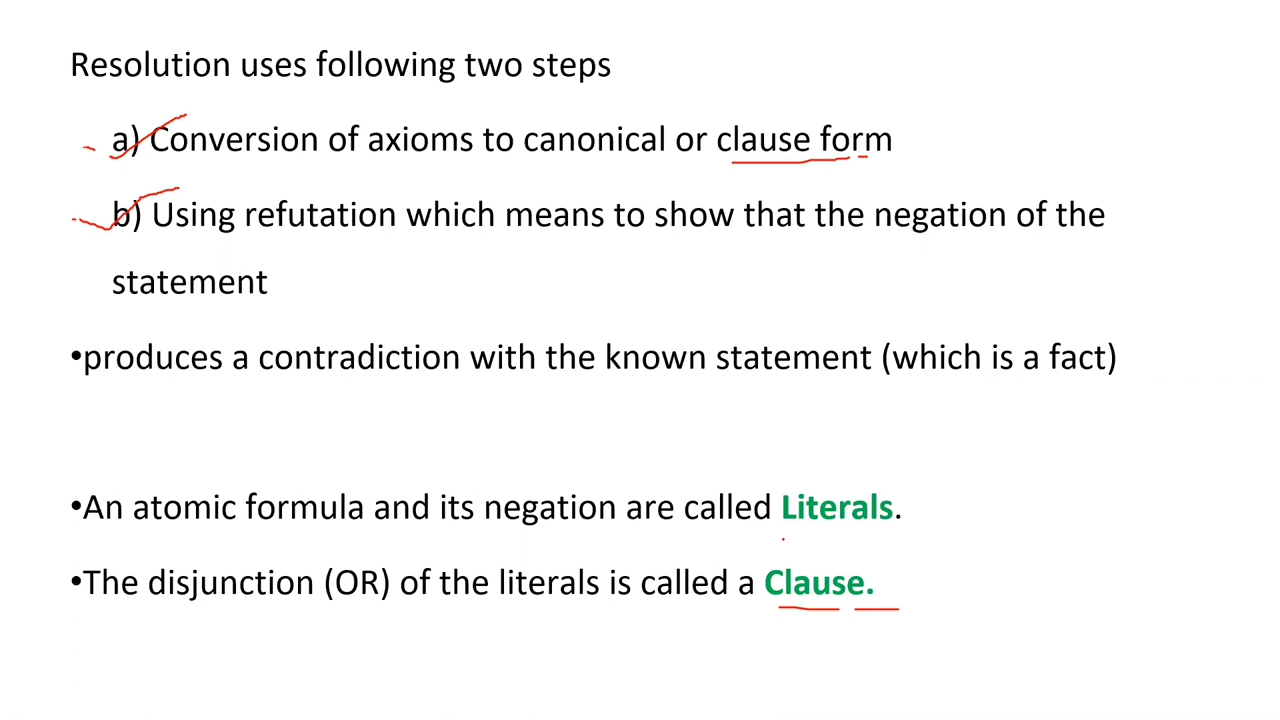 Resolution uses following two steps
a) Conversion of axioms to canonical or clause form
b) Using refutation which means to show that the negation of the
statement
•produces a contradiction with the known statement (which is a fact)
•An atomic formula and its negation are called Literals.
•The disjunction (OR) of the literals is called a Clause.